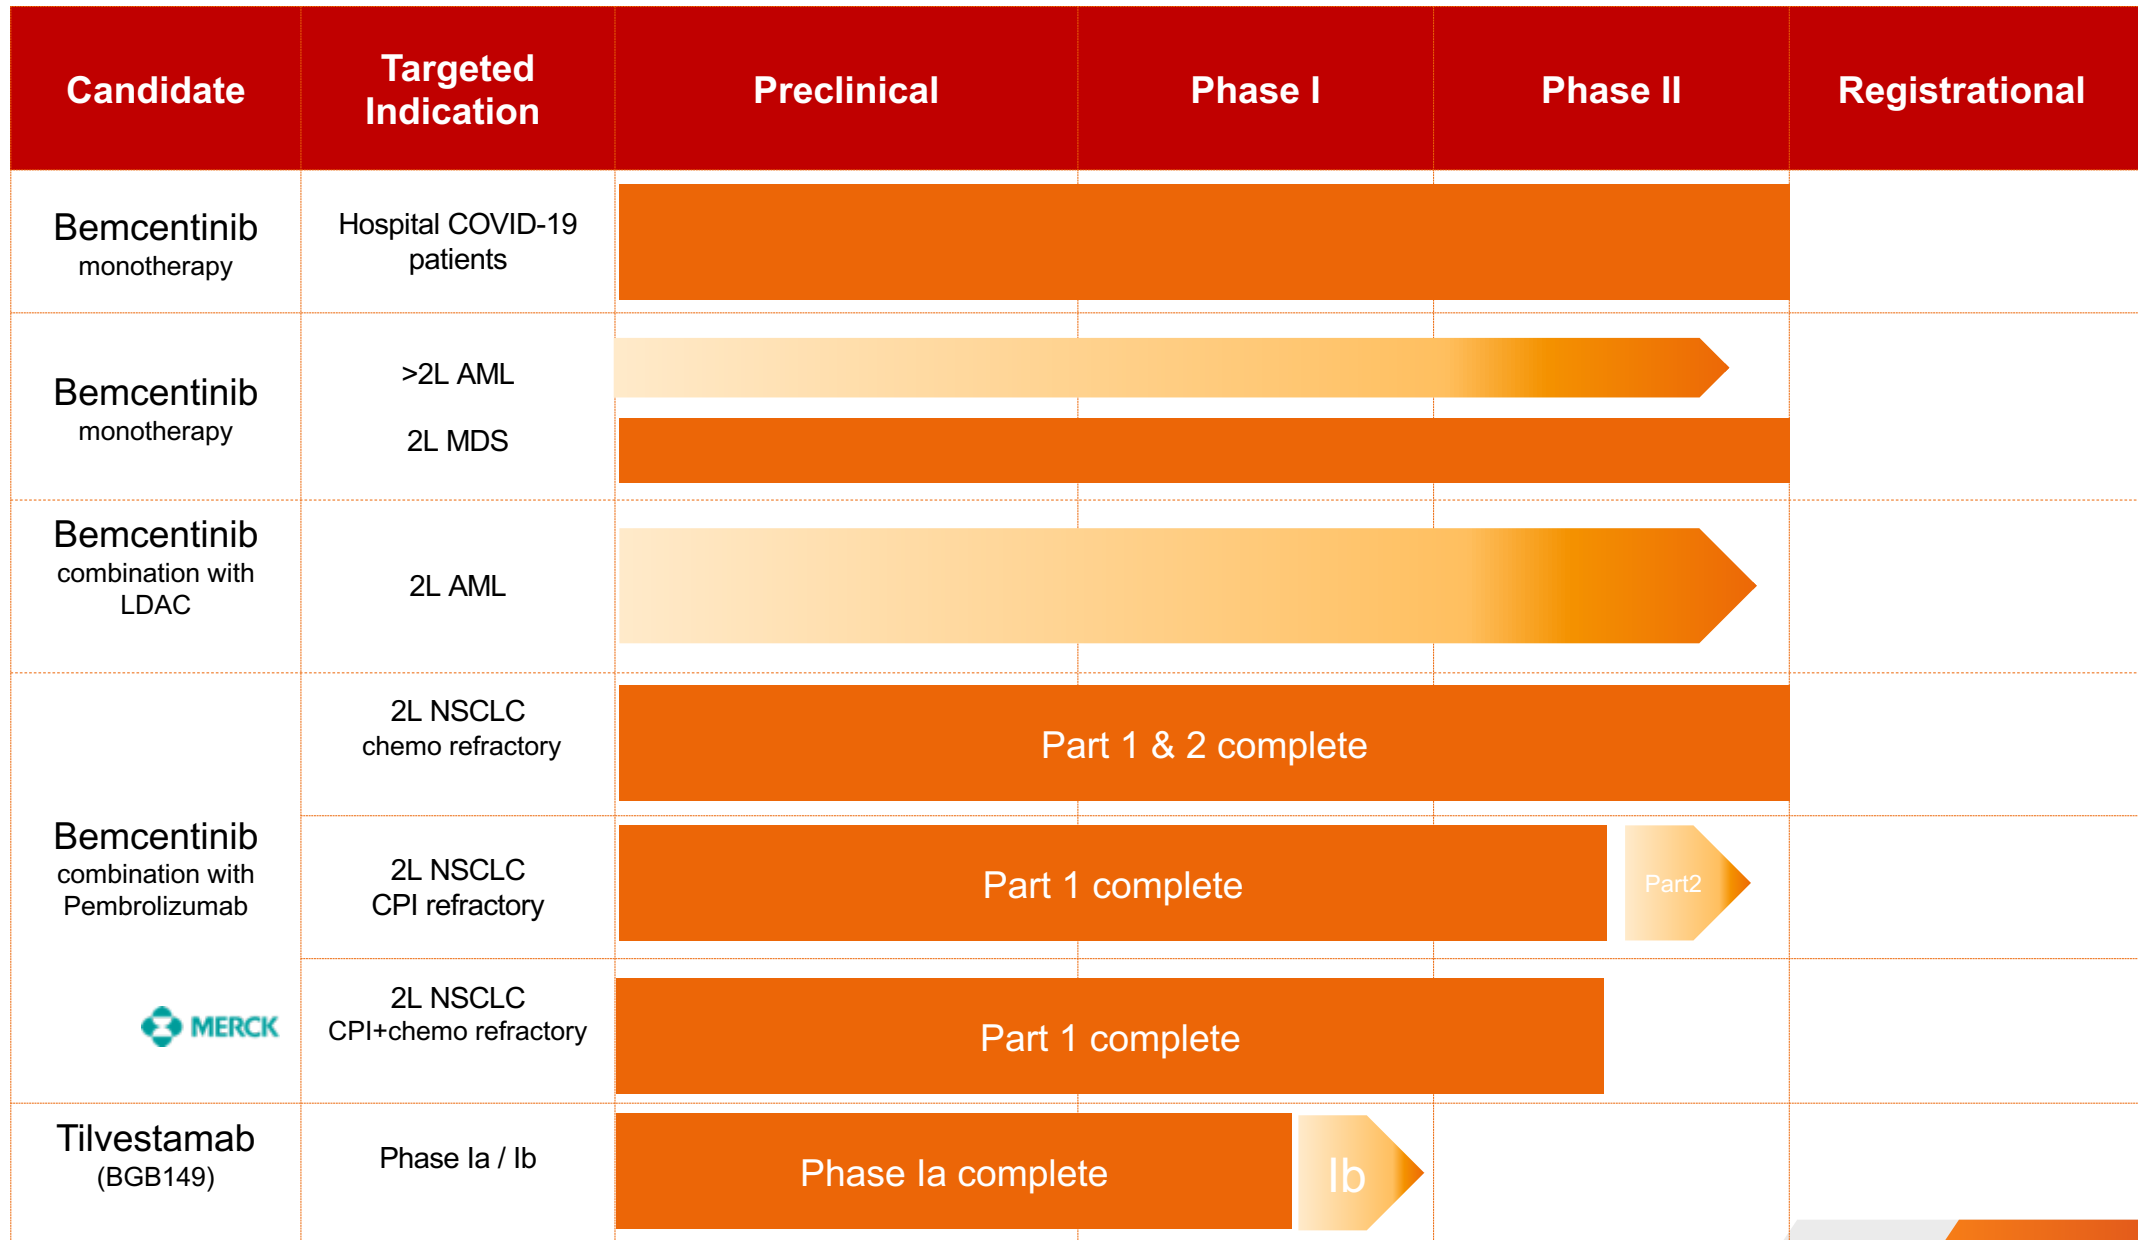 Candidate
Targeted
Indication
Preclinical
Phase I
Phase II
Registrational
Bemcentinib
monotherapy
Hospital COVID-19
patients
Bemcentinib
monotherapy
>2L AML
2L MDS
Bemcentinib
combination with
LDAC
2L AML
Bemcentinib
combination with
Pembrolizumab
MERCK
2L NSCLC
chemo refractory
Part 1 & 2 complete
2L NSCLC
CPI refractory
Part 1 complete
Part2
2L NSCLC
CPI+chemo refractory
Part 1 complete
Tilvestamab
(BGB149)
Phase Ia / Ib
Phase Ia complete
Ib